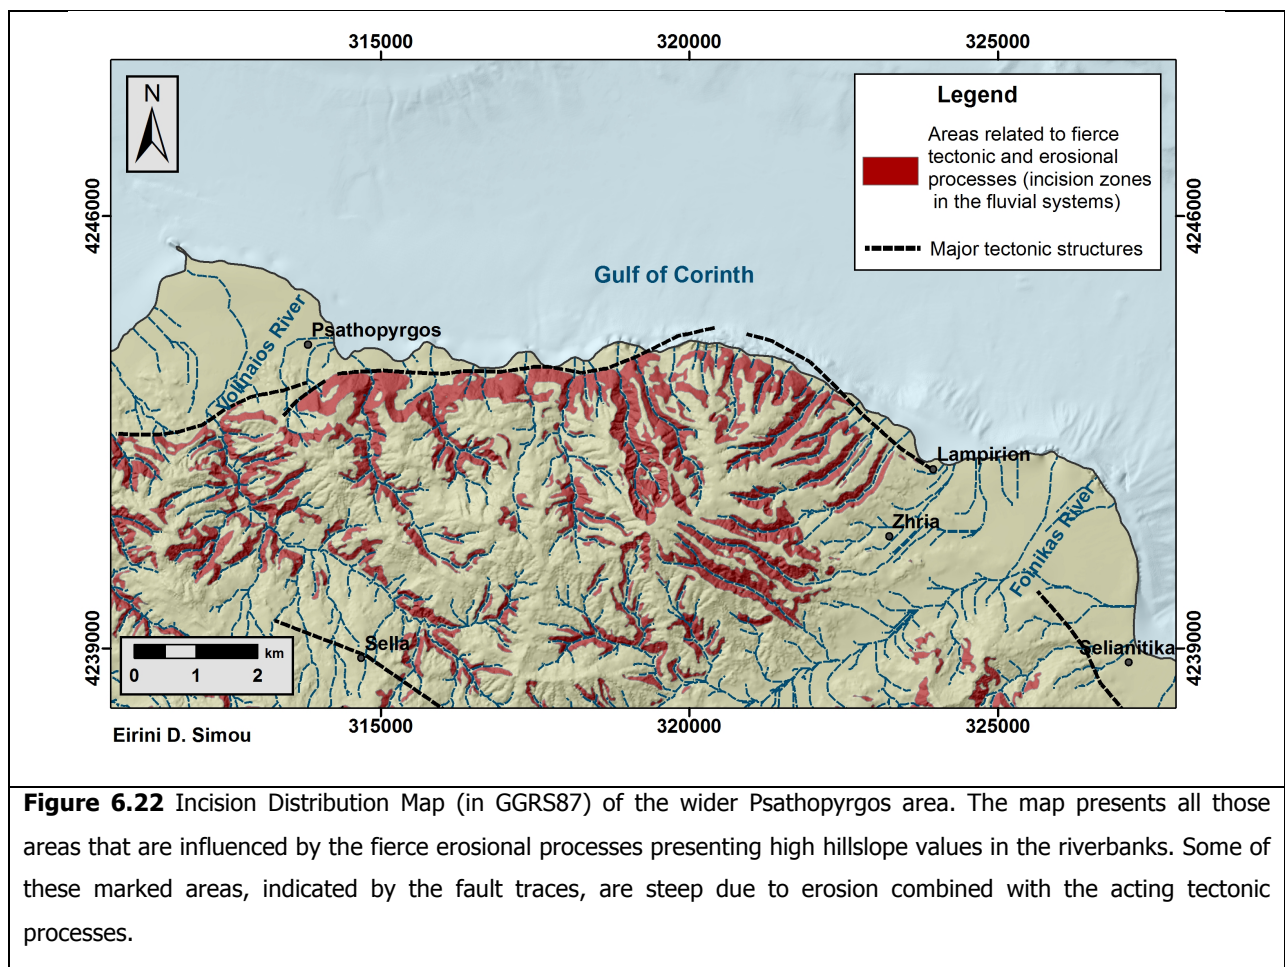 315000
320000
325000
N
Legend
Areas related to fierce
tectonic and erosional
processes (incision zones
in the fluvial systems)
Major tectonic structures
4246000
4246000
Gulf of Corinth
Psathopyrgos
Volinaios River
Lampirion
Zhria
Foinikas River
Sella
Selianitika
4239000
4239000
km
0 1 2
315000
320000
325000
Eirini D. Simou
Figure 6.22 Incision Distribution Map (in GGRS87) of the wider Psathopyrgos area. The map presents all those
areas that are influenced by the fierce erosional processes presenting high hillslope values in the riverbanks. Some of
these marked areas, indicated by the fault traces, are steep due to erosion combined with the acting tectonic
processes.